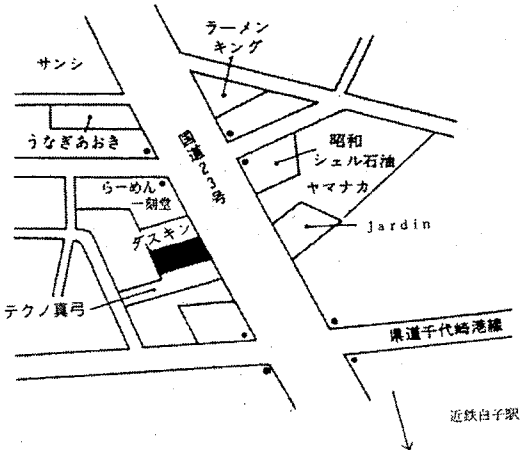 ラーメン
キング
サンシ
うなぎあおき
国道23号
昭和
シェル石油
ヤマナカ
らーめん
一刻堂
ダスキン
Jardin
テクノ真弓
県道千代崎港線
近鉄白子駅